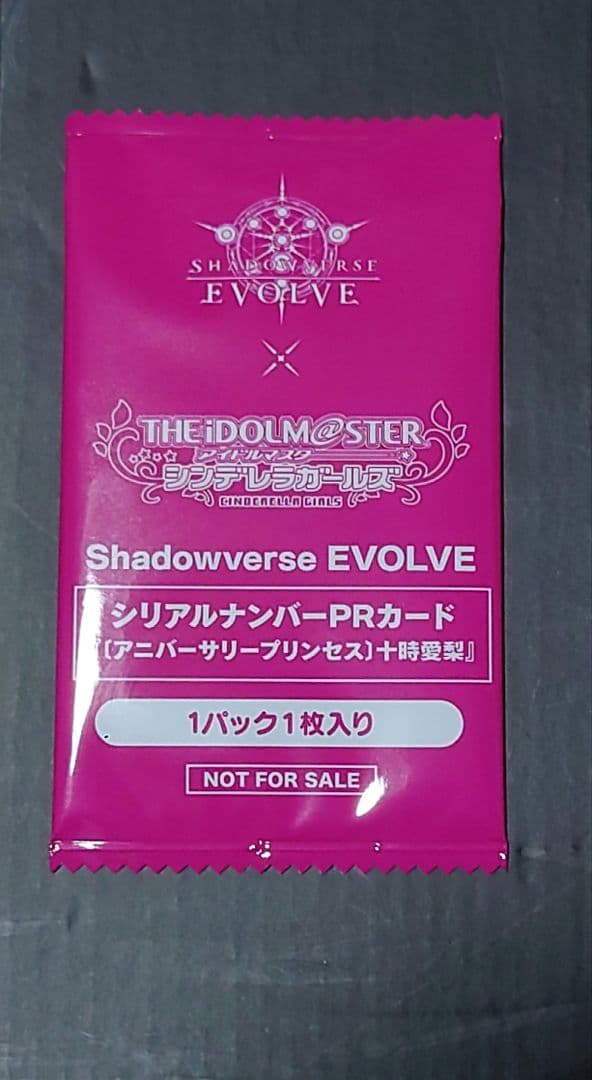 SHADOWVERSE
EVOLVE
×
THE iDOLM@STER
アイドルマスター
シンデレラガールズ
CINDERELLA GIRLS
Shadowverse EVOLVE
シリアルナンバーPRカード
『〔アニバーサリープリンセス〕十時愛梨』
1パック1枚入り
NOT FOR SALE